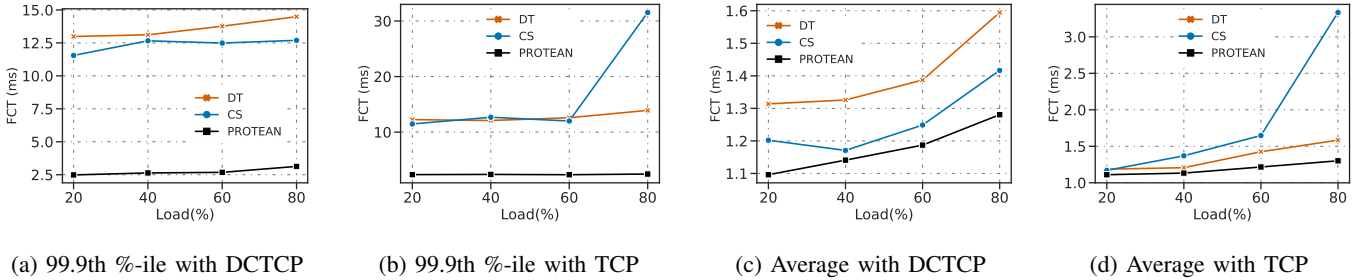 15.0
12.5
10.0
7.5
5.0
2.5
FCT (ms)
DT
CS
PROTEAN
20 40 60 80
Load(%)
(a) 99.9th %-ile with DCTCP
30
20
10
FCT (ms)
DT
CS
PROTEAN
20 40 60 80
Load(%)
(b) 99.9th %-ile with TCP
1.6
1.5
1.4
1.3
1.2
1.1
FCT (ms)
DT
CS
PROTEAN
20 40 60 80
Load(%)
(c) Average with DCTCP
3.0
2.5
2.0
1.5
1.0
FCT (ms)
DT
CS
PROTEAN
20 40 60 80
Load(%)
(d) Average with TCP